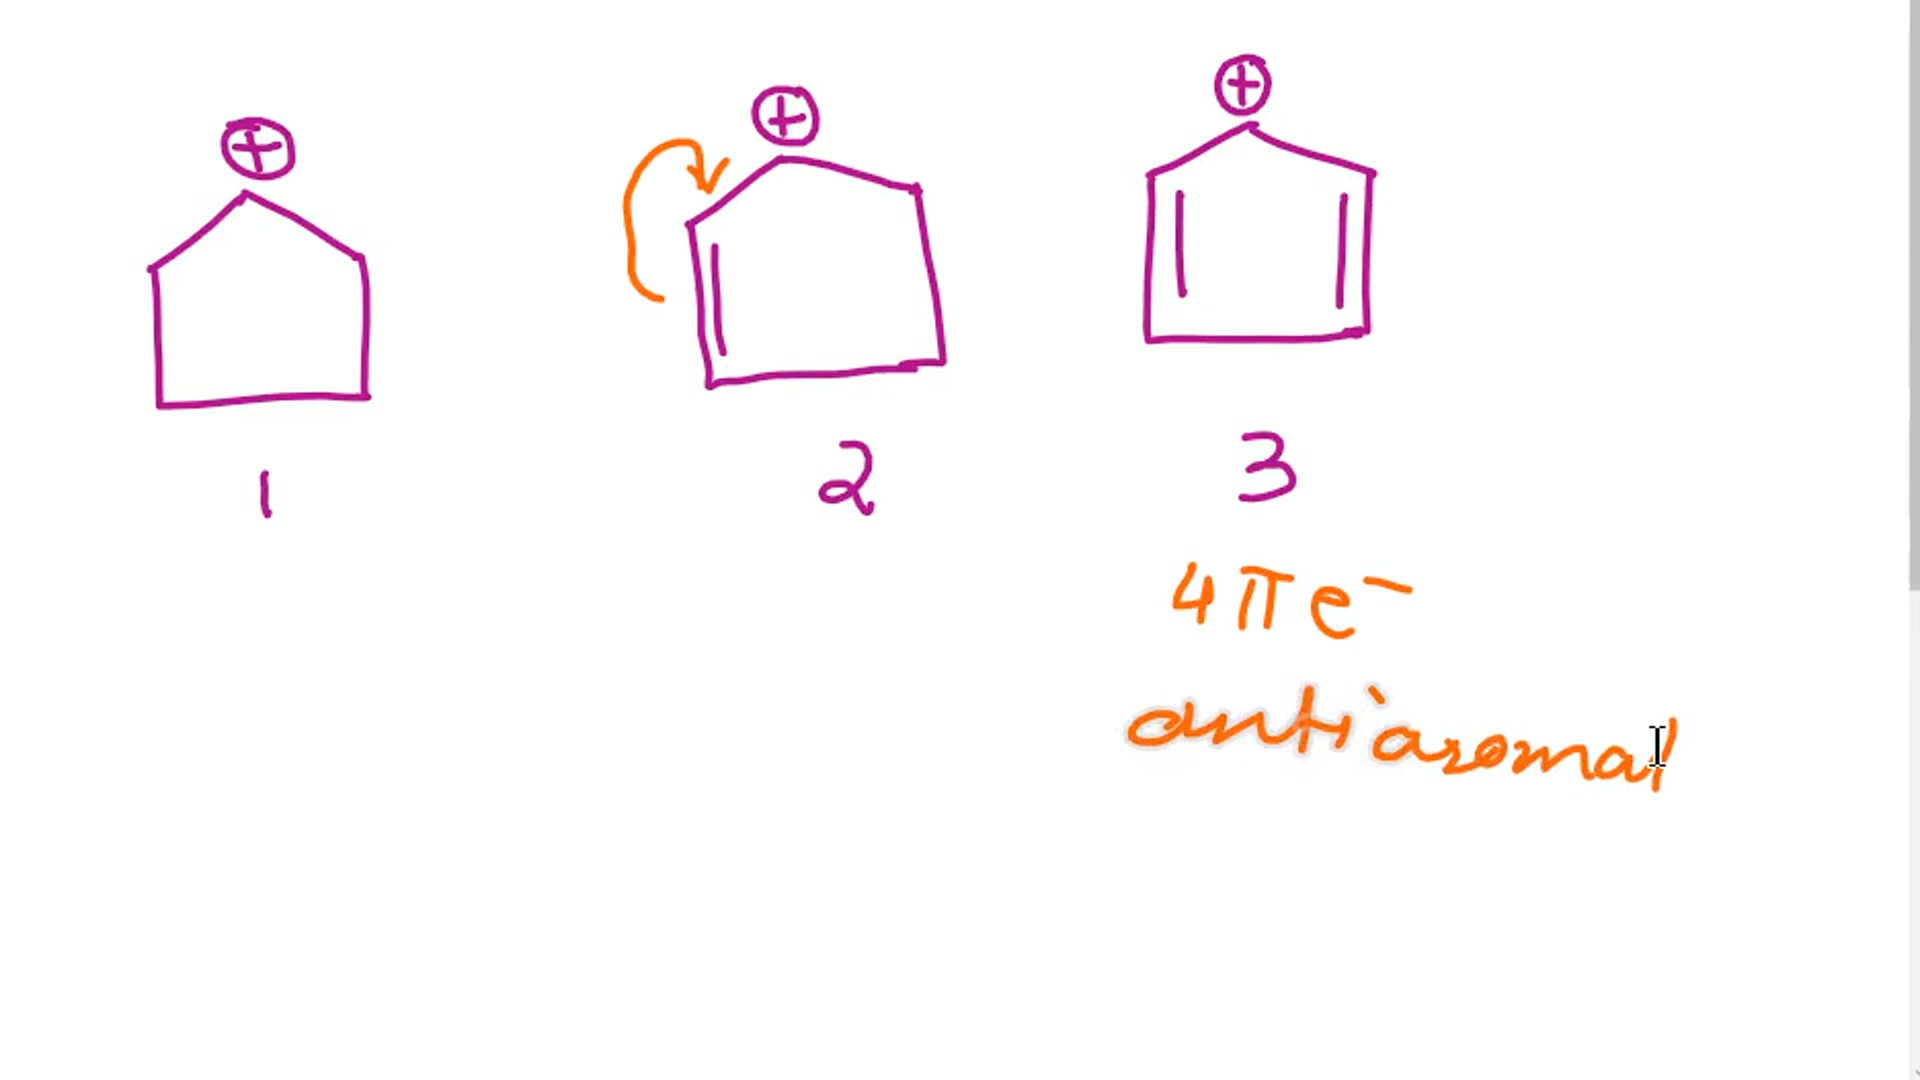 ⊕ ⊕ ⊕
1 2 3
4πe⁻
antiaromat